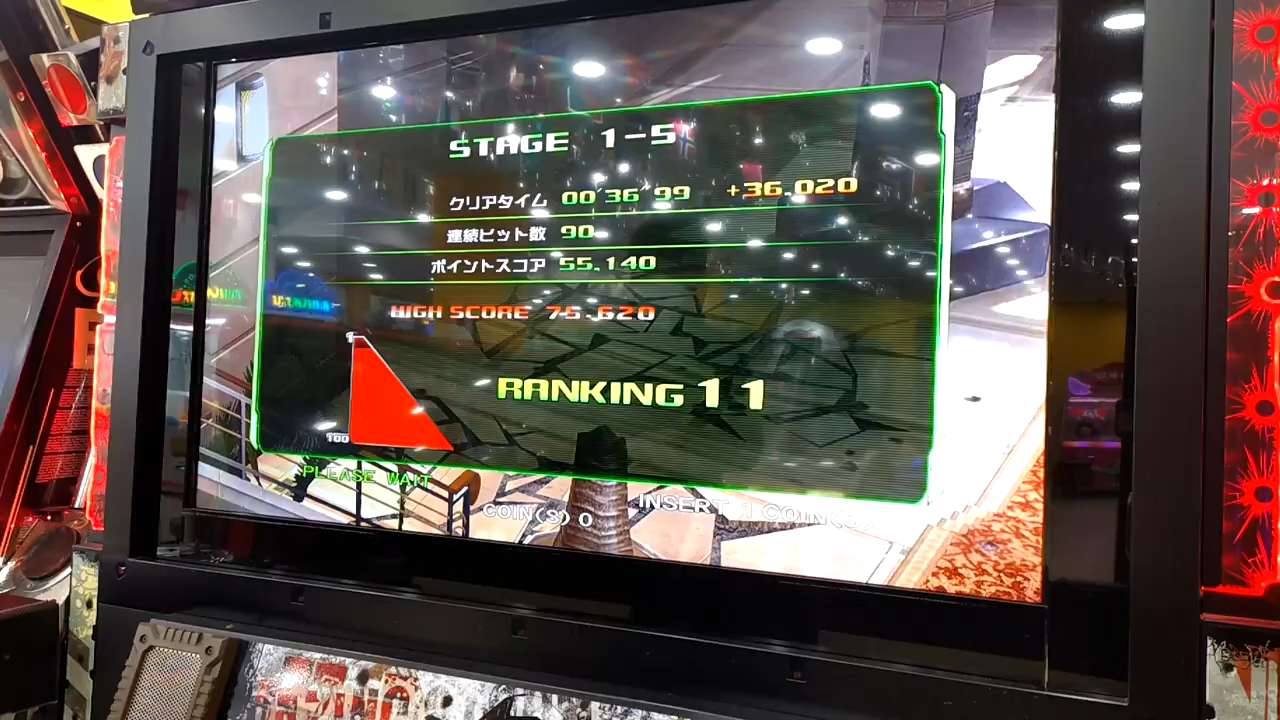 STAGE 1-5
クリアタイム 00'36"99 +36.020
連続ヒット数 90
ポイントスコア 55.140
HIGH SCORE 75.620
1
RANKING 11
100
PLEASE WAIT
COIN(S) 0
INSERT 1 COIN(S)